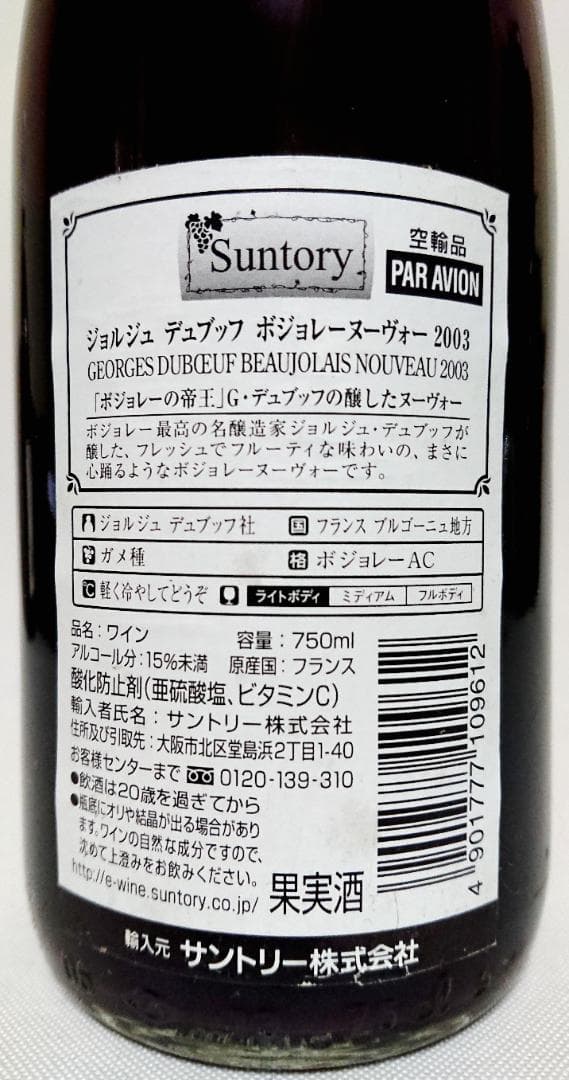 Suntory
空輸品
PAR AVION
ジョルジュ デュブッフ ボジョレーヌーヴォー 2003
GEORGES DUBŒUF BEAUJOLAIS NOUVEAU 2003
「ボジョレーの帝王」G・デュブッフの醸したヌーヴォー
ボジョレー最高の名醸造家ジョルジュ・デュブッフが
醸した、フレッシュでフルーティな味わいの、まさに
心踊るようなボジョレーヌーヴォーです。
ジョルジュ デュブッフ社
国 フランス ブルゴーニュ地方
ガメ種
格 ボジョレーAC
℃ 軽く冷やしてどうぞ
ライトボディ ミディアム フルボディ
品名：ワイン 容量：750ml
アルコール分：15%未満 原産国：フランス
酸化防止剤（亜硫酸塩、ビタミンC）
輸入者氏名：サントリー株式会社
住所及び引取先：大阪市北区堂島浜2丁目1-40
お客様センターまで 0120-139-310
●飲酒は20歳を過ぎてから
●瓶底にオリや結晶が出る場合があり
ます。ワインの自然な成分ですので、
沈めて上澄みをお飲みください。
http://e-wine.suntory.co.jp/
果実酒
4 901777 109612
輸入元 サントリー株式会社